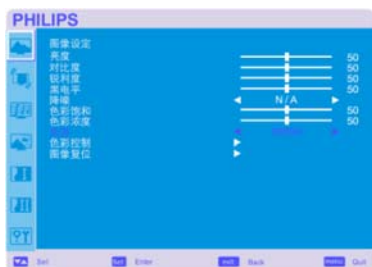 PHILIPS
图像设定
亮度 50
对比度 50
锐利度 50
黑电平 50
降噪 N/A
色彩饱和 50
色彩浓度 50
色彩控制
图像复位
Sel Set Enter exit Back menu Quit